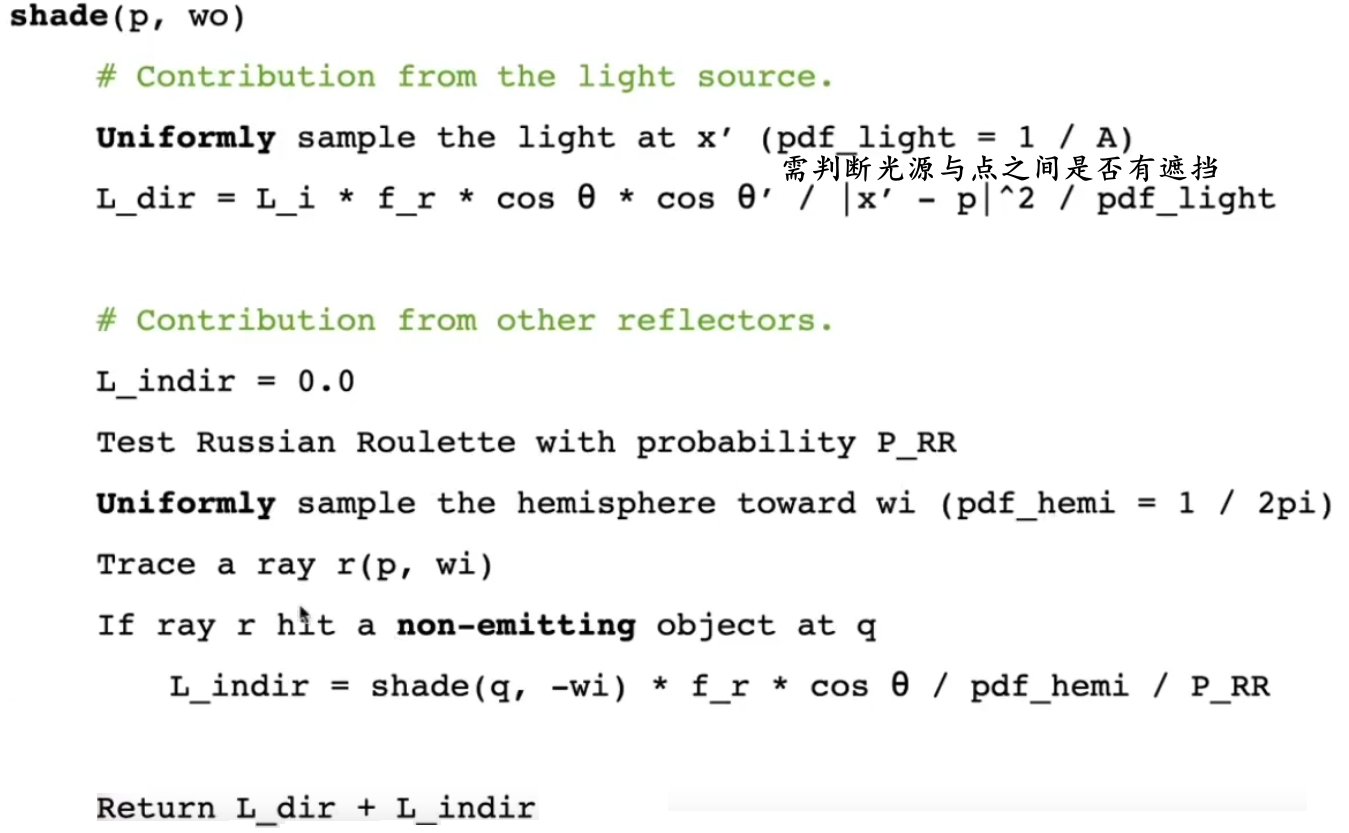 shade(p, wo)
# Contribution from the light source.
Uniformly sample the light at x′ (pdf_light = 1 / A)
需判断光源与点之间是否有遮挡
L_dir = L_i * f_r * cos θ * cos θ′ / |x′ - p|^2 / pdf_light
# Contribution from other reflectors.
L_indir = 0.0
Test Russian Roulette with probability P_RR
Uniformly sample the hemisphere toward wi (pdf_hemi = 1 / 2pi)
Trace a ray r(p, wi)
If ray r hit a non-emitting object at q
L_indir = shade(q, -wi) * f_r * cos θ / pdf_hemi / P_RR
Return L_dir + L_indir